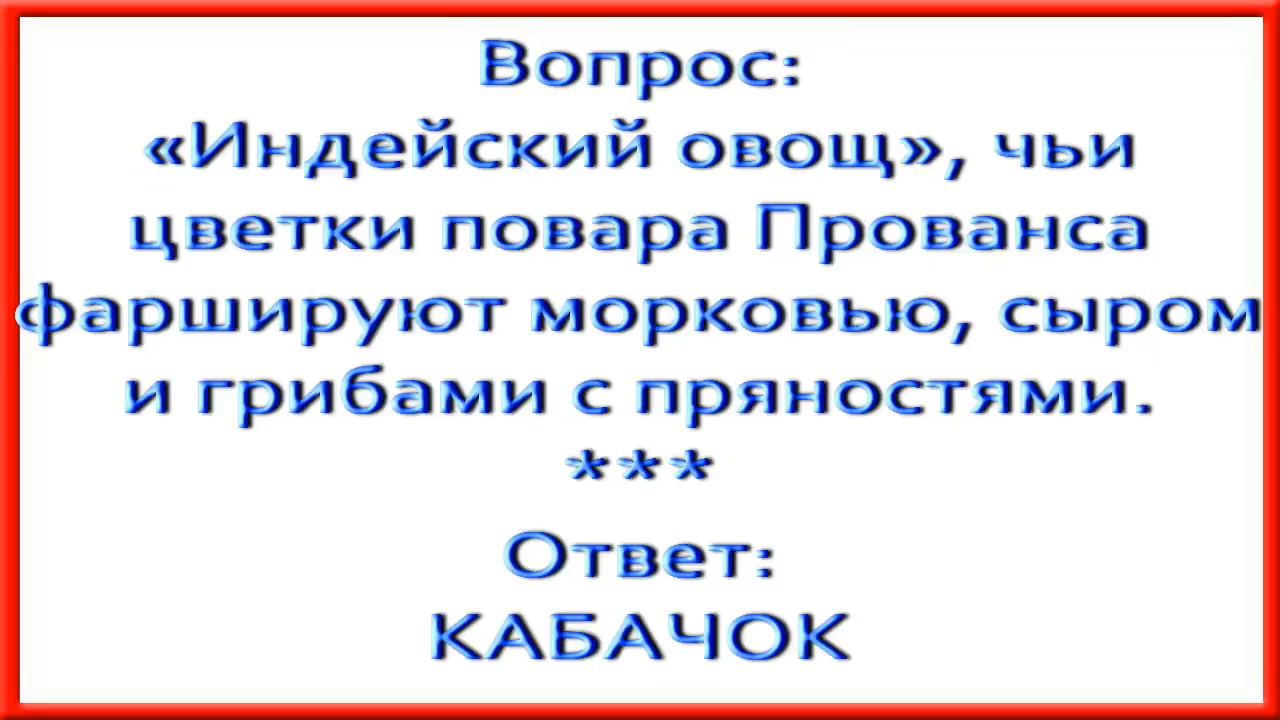 Вопрос:
«Индейский овощ», чьи
цветки повара Прованса
фаршируют морковью, сыром
и грибами с пряностями.
***
Ответ:
КАБАЧОК